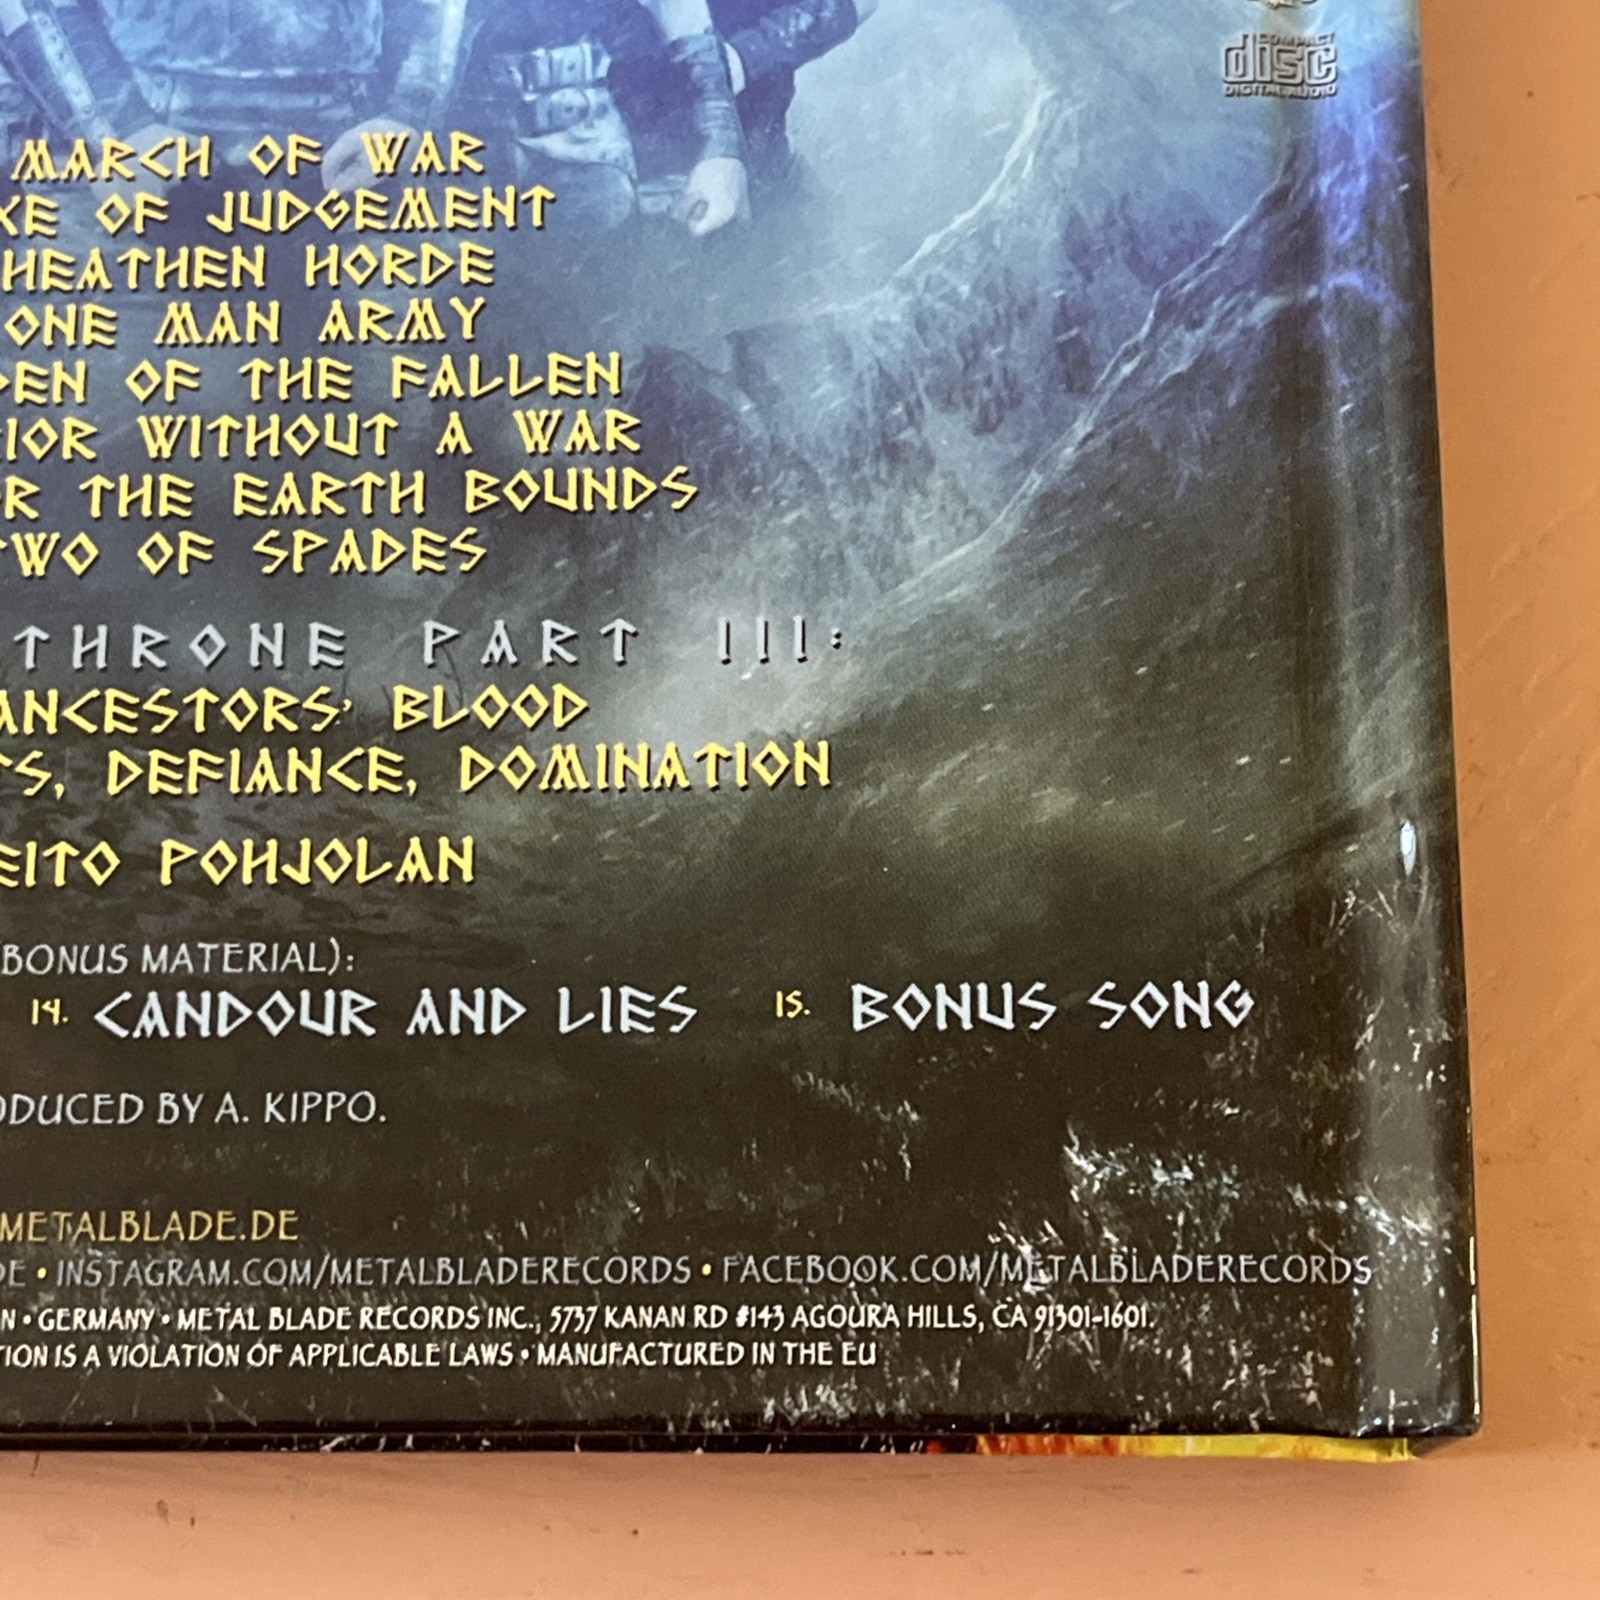 COMPACT
disc
DIGITAL AUDIO
MARCH OF WAR
XE OF JUDGEMENT
HEATHEN HORDE
ONE MAN ARMY
DEN OF THE FALLEN
IOR WITHOUT A WAR
R THE EARTH BOUNDS
TWO OF SPADES
THRONE PART III:
ANCESTORS' BLOOD
TS, DEFIANCE, DOMINATION
EITO POHJOLAN
(BONUS MATERIAL):
14. CANDOUR AND LIES 15. BONUS SONG
ODUCED BY A. KIPPO.
METALBLADE.DE
DE • INSTAGRAM.COM/METALBLADERECORDS • FACEBOOK.COM/METALBLADERECORDS
N • GERMANY • METAL BLADE RECORDS INC., 5737 KANAN RD #143 AGOURA HILLS, CA 91301-1601.
TION IS A VIOLATION OF APPLICABLE LAWS • MANUFACTURED IN THE EU